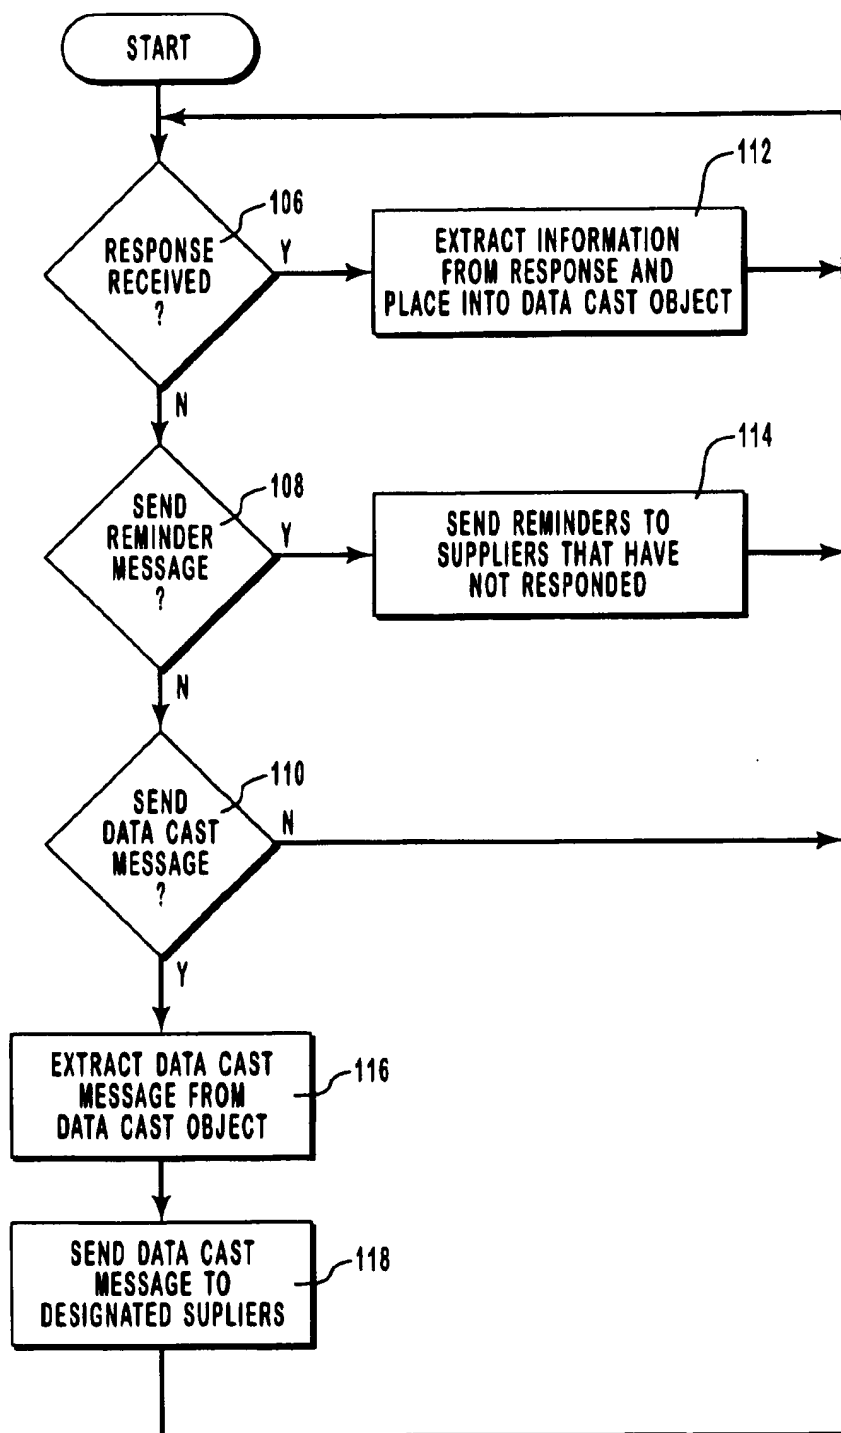 START
106
RESPONSE
RECEIVED
?
Y
N
112
EXTRACT INFORMATION
FROM RESPONSE AND
PLACE INTO DATA CAST OBJECT
108
SEND
REMINDER
MESSAGE
?
Y
N
114
SEND REMINDERS TO
SUPPLIERS THAT HAVE
NOT RESPONDED
110
SEND
DATA CAST
MESSAGE
?
N
Y
EXTRACT DATA CAST
MESSAGE FROM
DATA CAST OBJECT
116
SEND DATA CAST
MESSAGE TO
DESIGNATED SUPLIERS
118